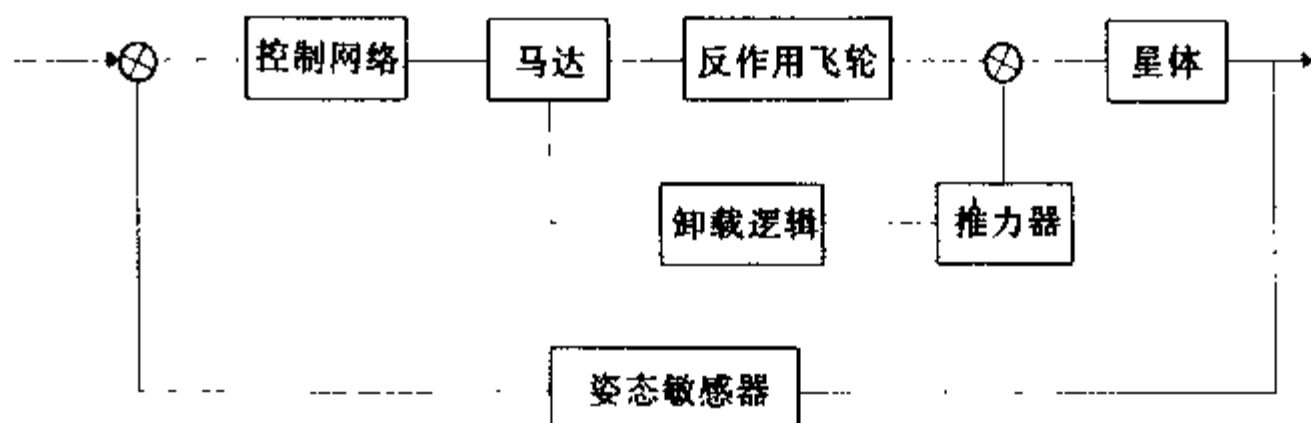 控制网络
马达
反作用飞轮
星体
卸载逻辑
推力器
姿态敏感器